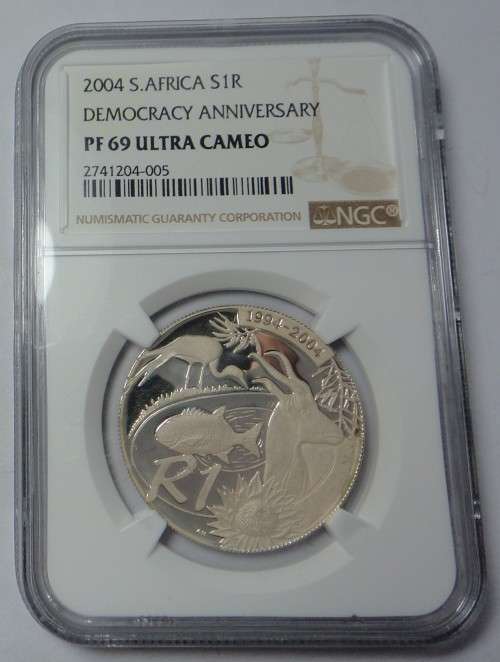 2004 S.AFRICA S1R
DEMOCRACY ANNIVERSARY
PF 69 ULTRA CAMEO
2741204-005
NUMISMATIC GUARANTY CORPORATION
NGC®
1994-2004
R1